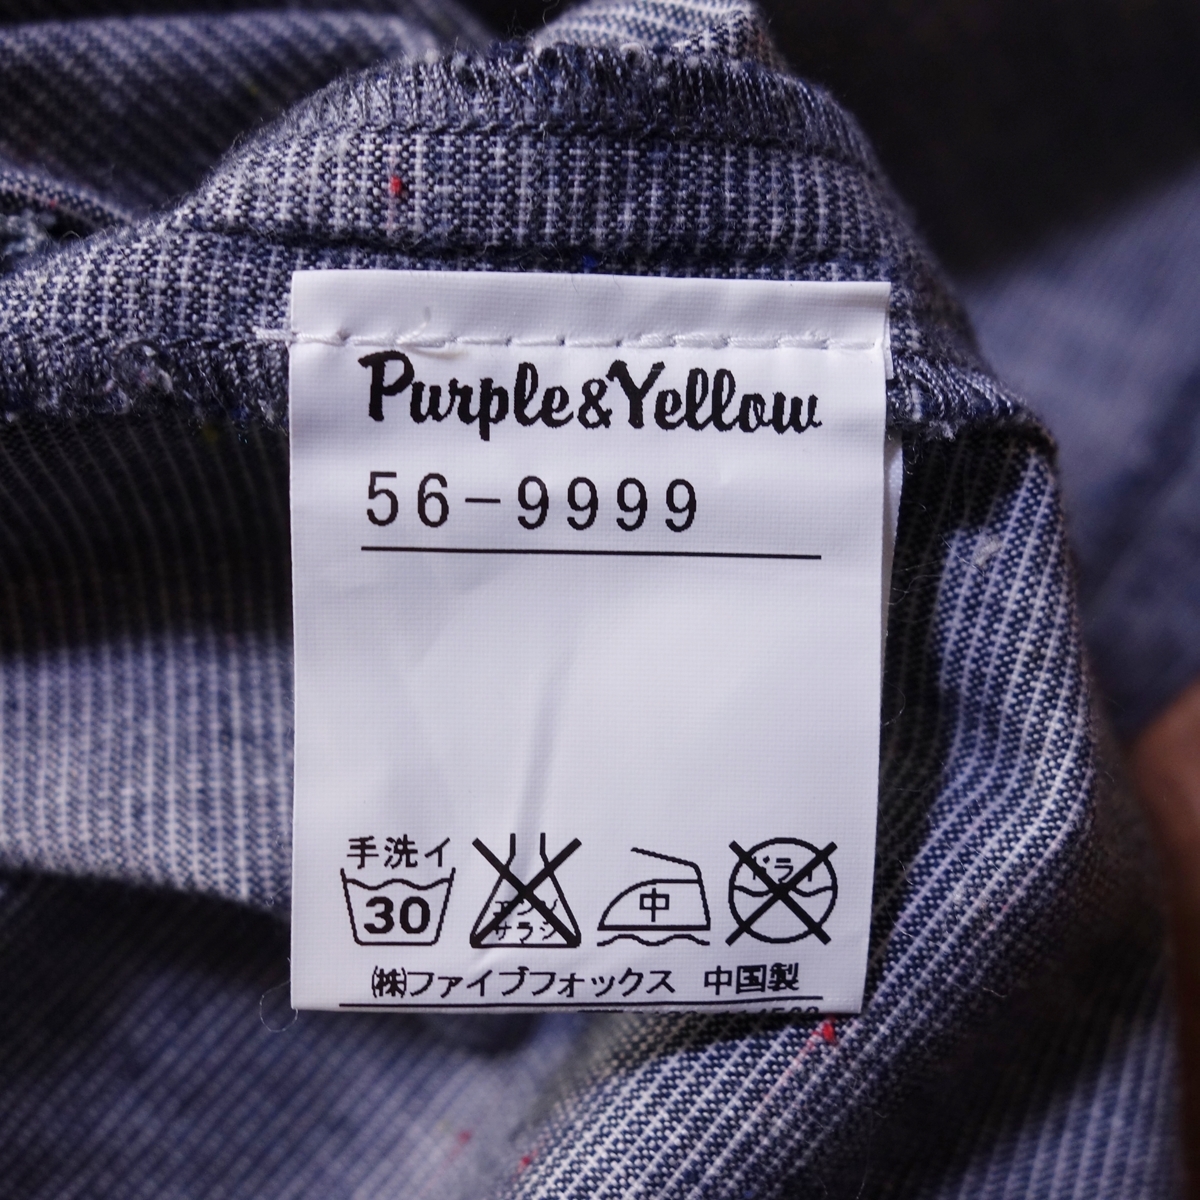 Purple&Yellow
56-9999
手洗イ
30
エンソ
サラシ
中
ドライ
(株)ファイブフォックス 中国製